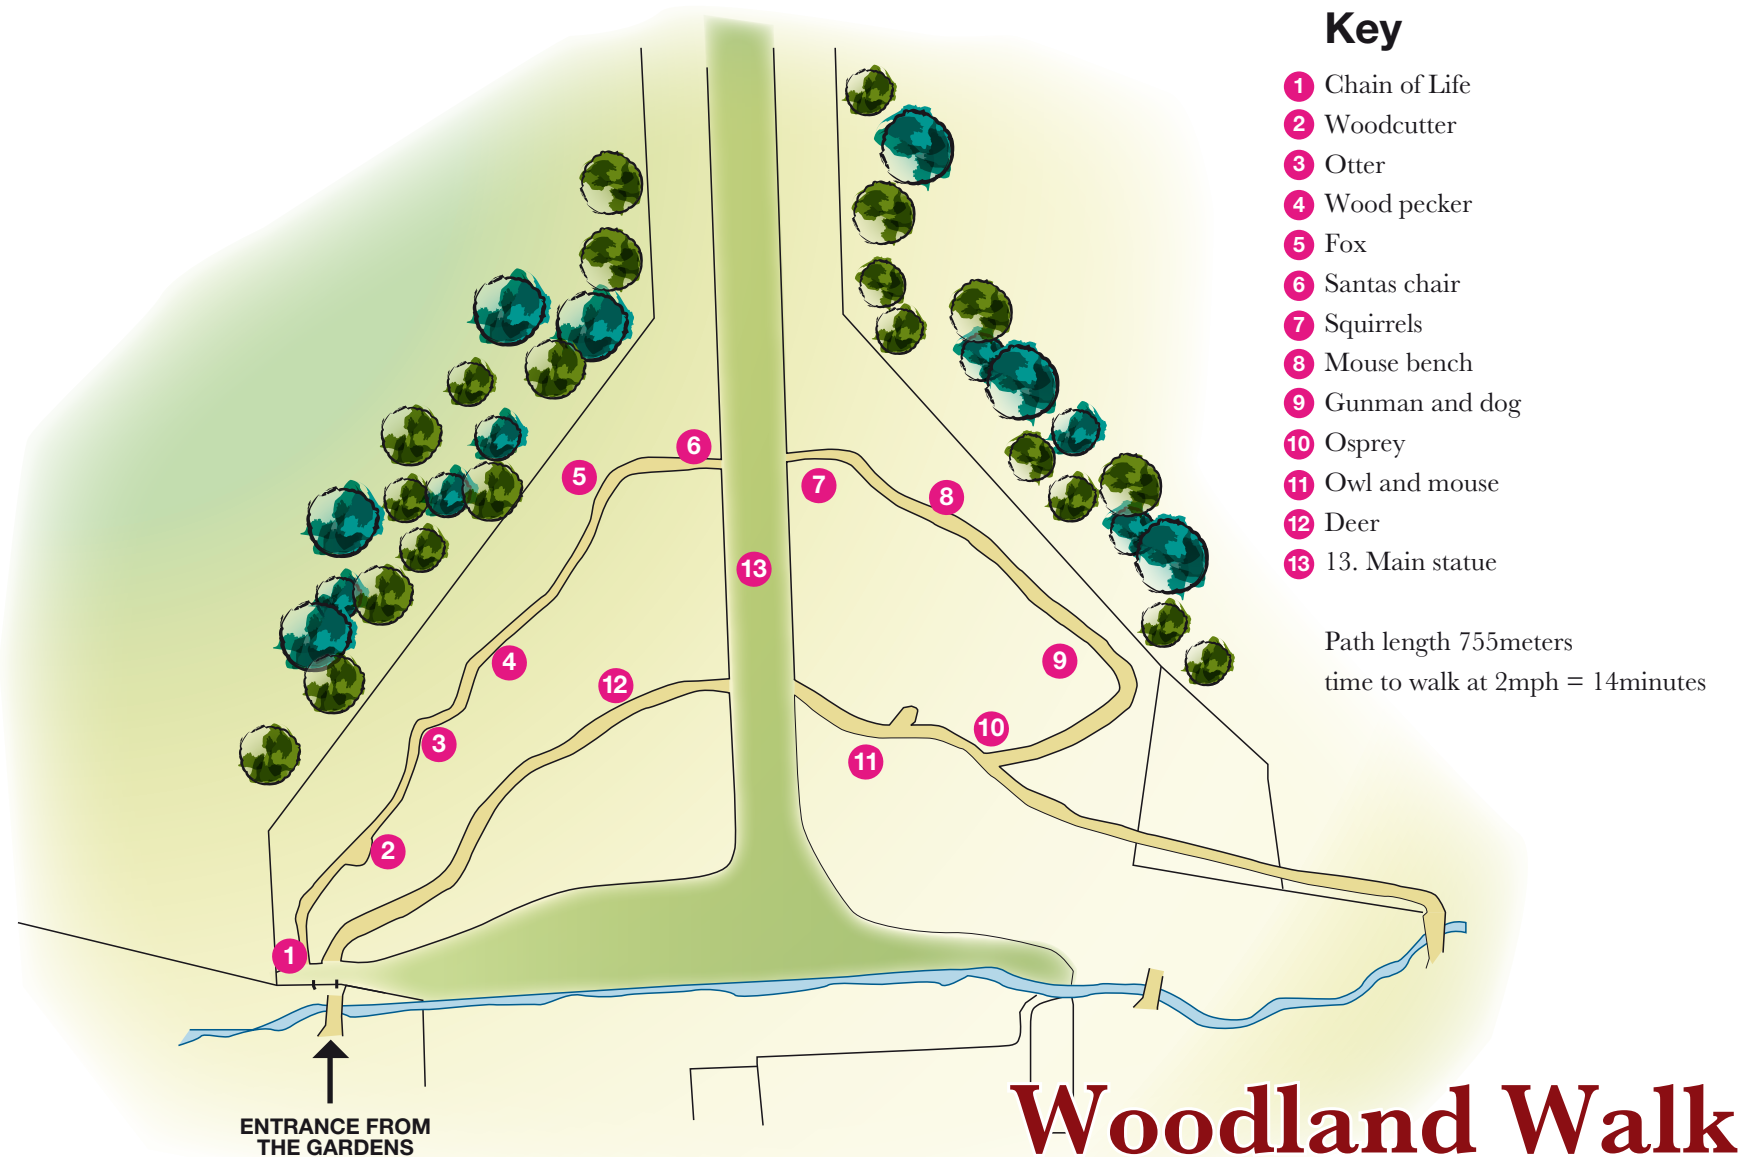 Key
1 Chain of Life
2 Woodcutter
3 Otter
4 Wood pecker
5 Fox
6 Santas chair
7 Squirrels
8 Mouse bench
9 Gunman and dog
10 Osprey
11 Owl and mouse
12 Deer
13 13. Main statue
Path length 755meters
time to walk at 2mph = 14minutes
6
5
7
8
13
4
12
9
3
10
11
2
1
ENTRANCE FROM
THE GARDENS
Woodland Walk